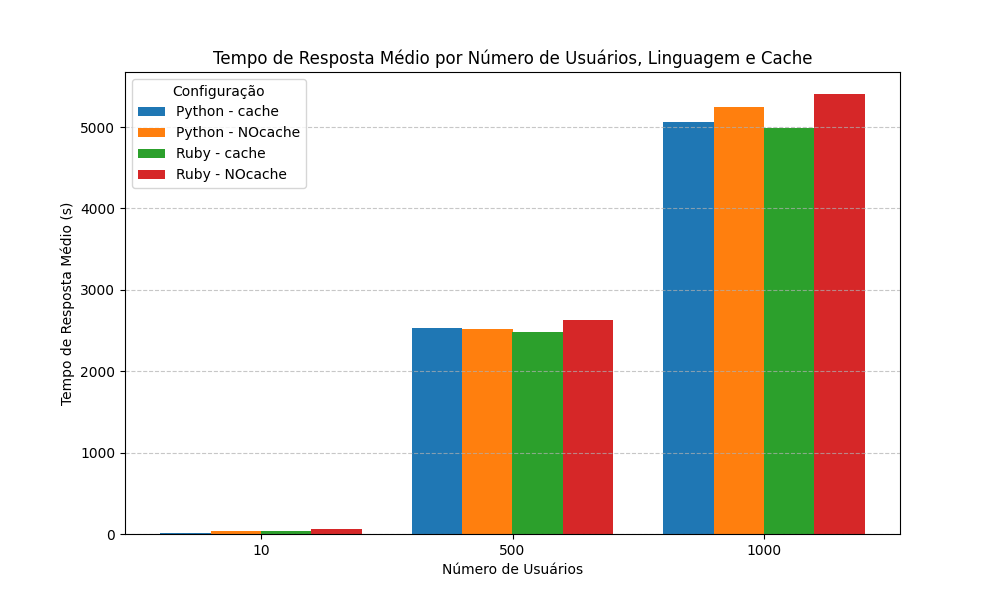 Tempo de Resposta Médio por Número de Usuários, Linguagem e Cache
Configuração
Python - cache
Python - NOcache
Ruby - cache
Ruby - NOcache
Tempo de Resposta Médio (s)
5000
4000
3000
2000
1000
0
10
500
1000
Número de Usuários